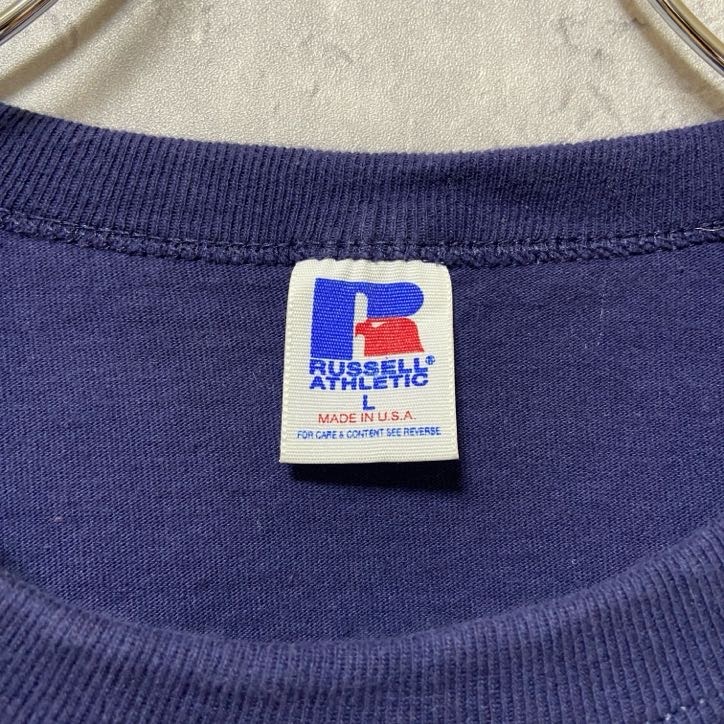 R
RUSSELL®
ATHLETIC
L
MADE IN U.S.A.
FOR CARE & CONTENT SEE REVERSE